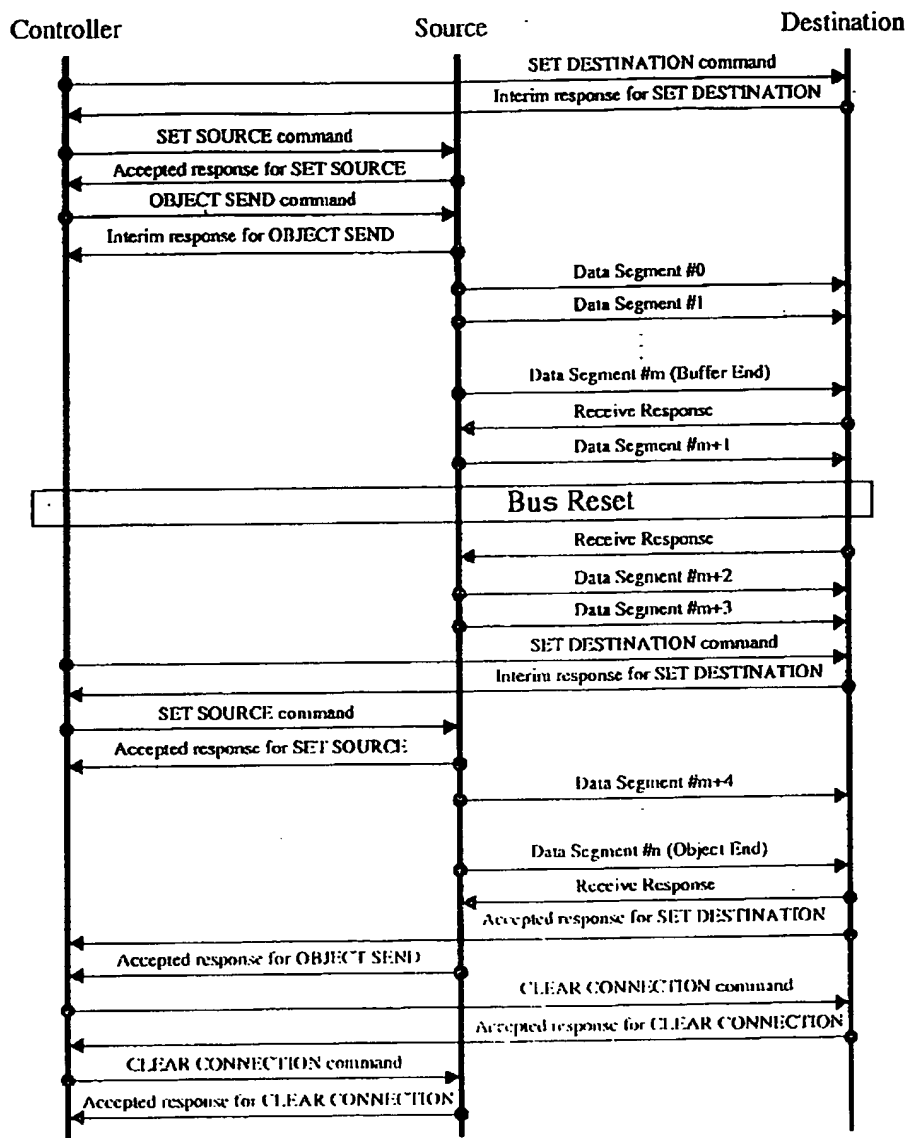 Controller
Source
Destination
SET DESTINATION command
Interim response for SET DESTINATION
SET SOURCE command
Accepted response for SET SOURCE
OBJECT SEND command
Interim response for OBJECT SEND
Data Segment #0
Data Segment #1
Data Segment #m (Buffer End)
Receive Response
Data Segment #m+1
Bus Reset
Receive Response
Data Segment #m+2
Data Segment #m+3
SET DESTINATION command
Interim response for SET DESTINATION
SET SOURCE command
Accepted response for SET SOURCE
Data Segment #m+4
Data Segment #n (Object End)
Receive Response
Accepted response for SET DESTINATION
Accepted response for OBJECT SEND
CLEAR CONNECTION command
Accepted response for CLEAR CONNECTION
CLEAR CONNECTION command
Accepted response for CLEAR CONNECTION